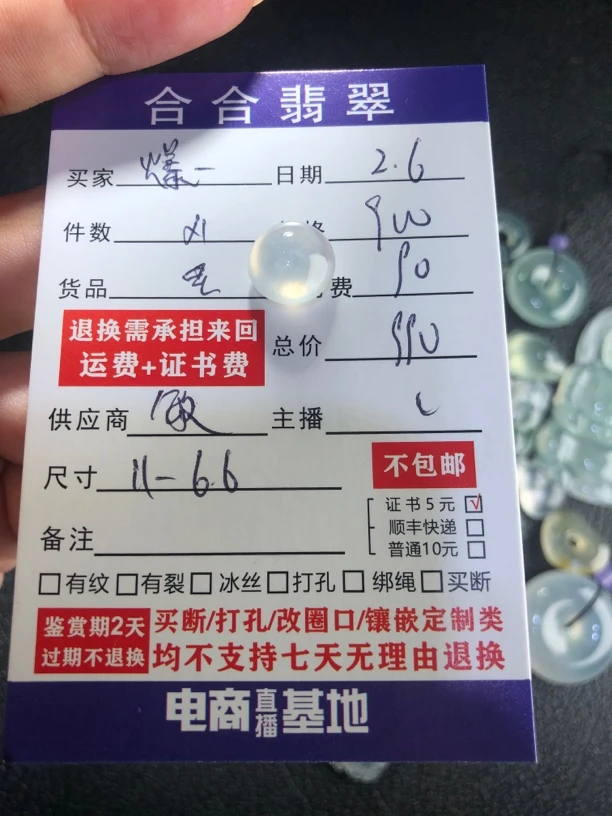 合合翡翠
买家 日期 2.6
件数 x1 格
货品 费
退换需承担来回
运费+证书费
总价
供应商 主播
尺寸 11-6.6
不包邮
证书5元 √
顺丰快递
普通10元
备注
有纹 有裂 冰丝 打孔 绑绳 买断
鉴赏期2天
过期不退换
买断/打孔/改圈口/镶嵌定制类
均不支持七天无理由退换
电商直播基地